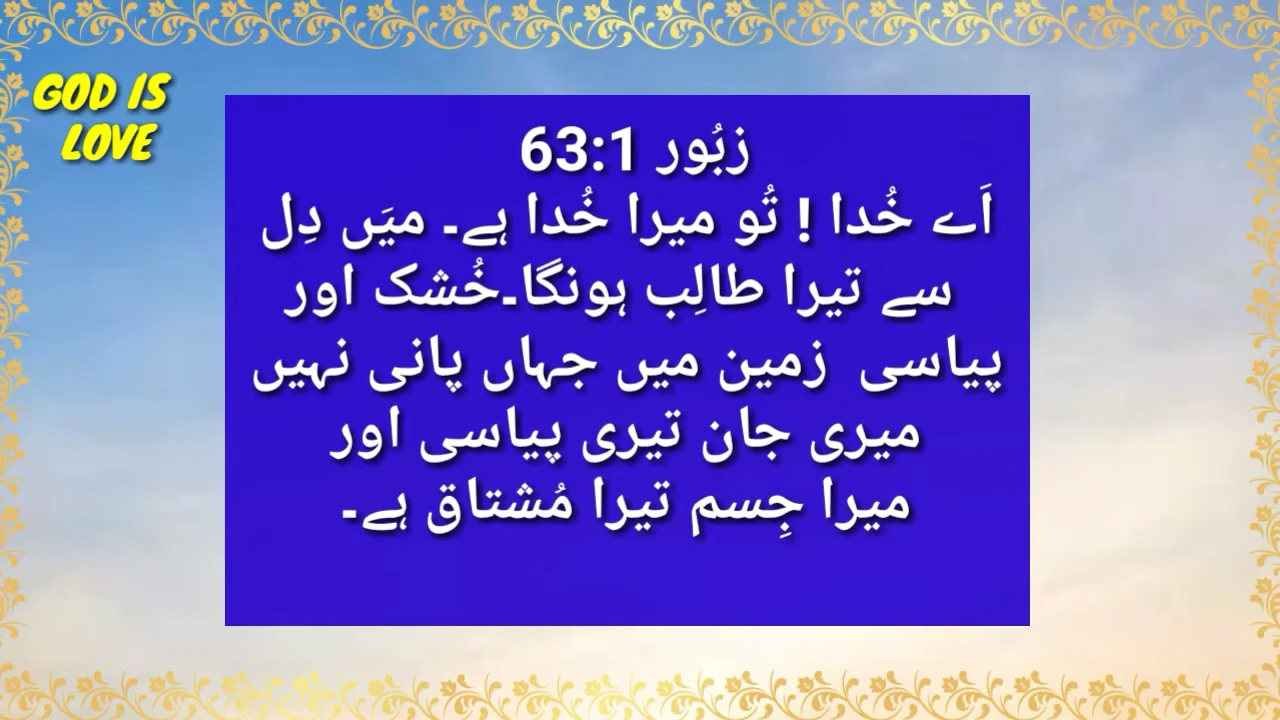 GOD IS
LOVE
زبُور 63:1
اَے خُدا ! تُو میرا خُدا ہے۔ میَں دِل
سے تیرا طالِب ہونگا۔خُشک اور
پیاسی زمین میں جہاں پانی نہیں
میری جان تیری پیاسی اور
میرا جِسم تیرا مُشتاق ہے۔